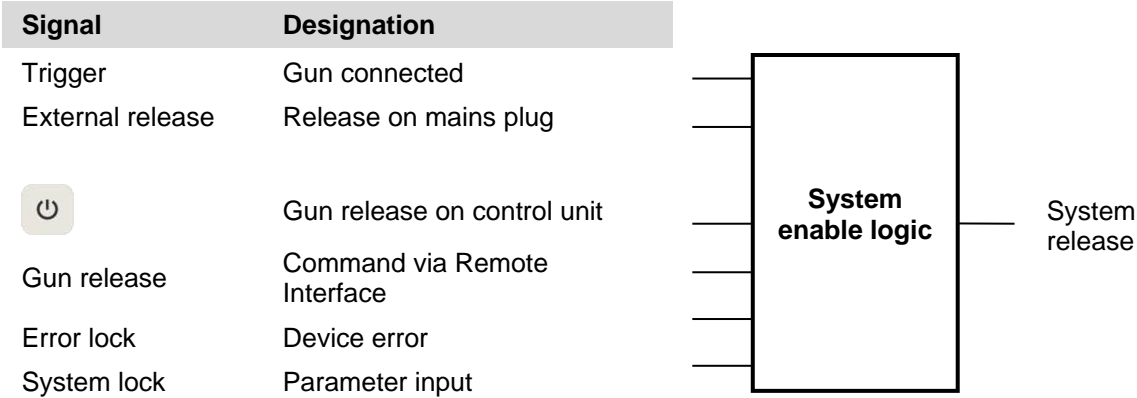 Signal Designation
Trigger Gun connected
External release Release on mains plug
Gun release on control unit
Gun release Command via Remote
Interface
Error lock Device error
System lock Parameter input
System
enable logic
System
release